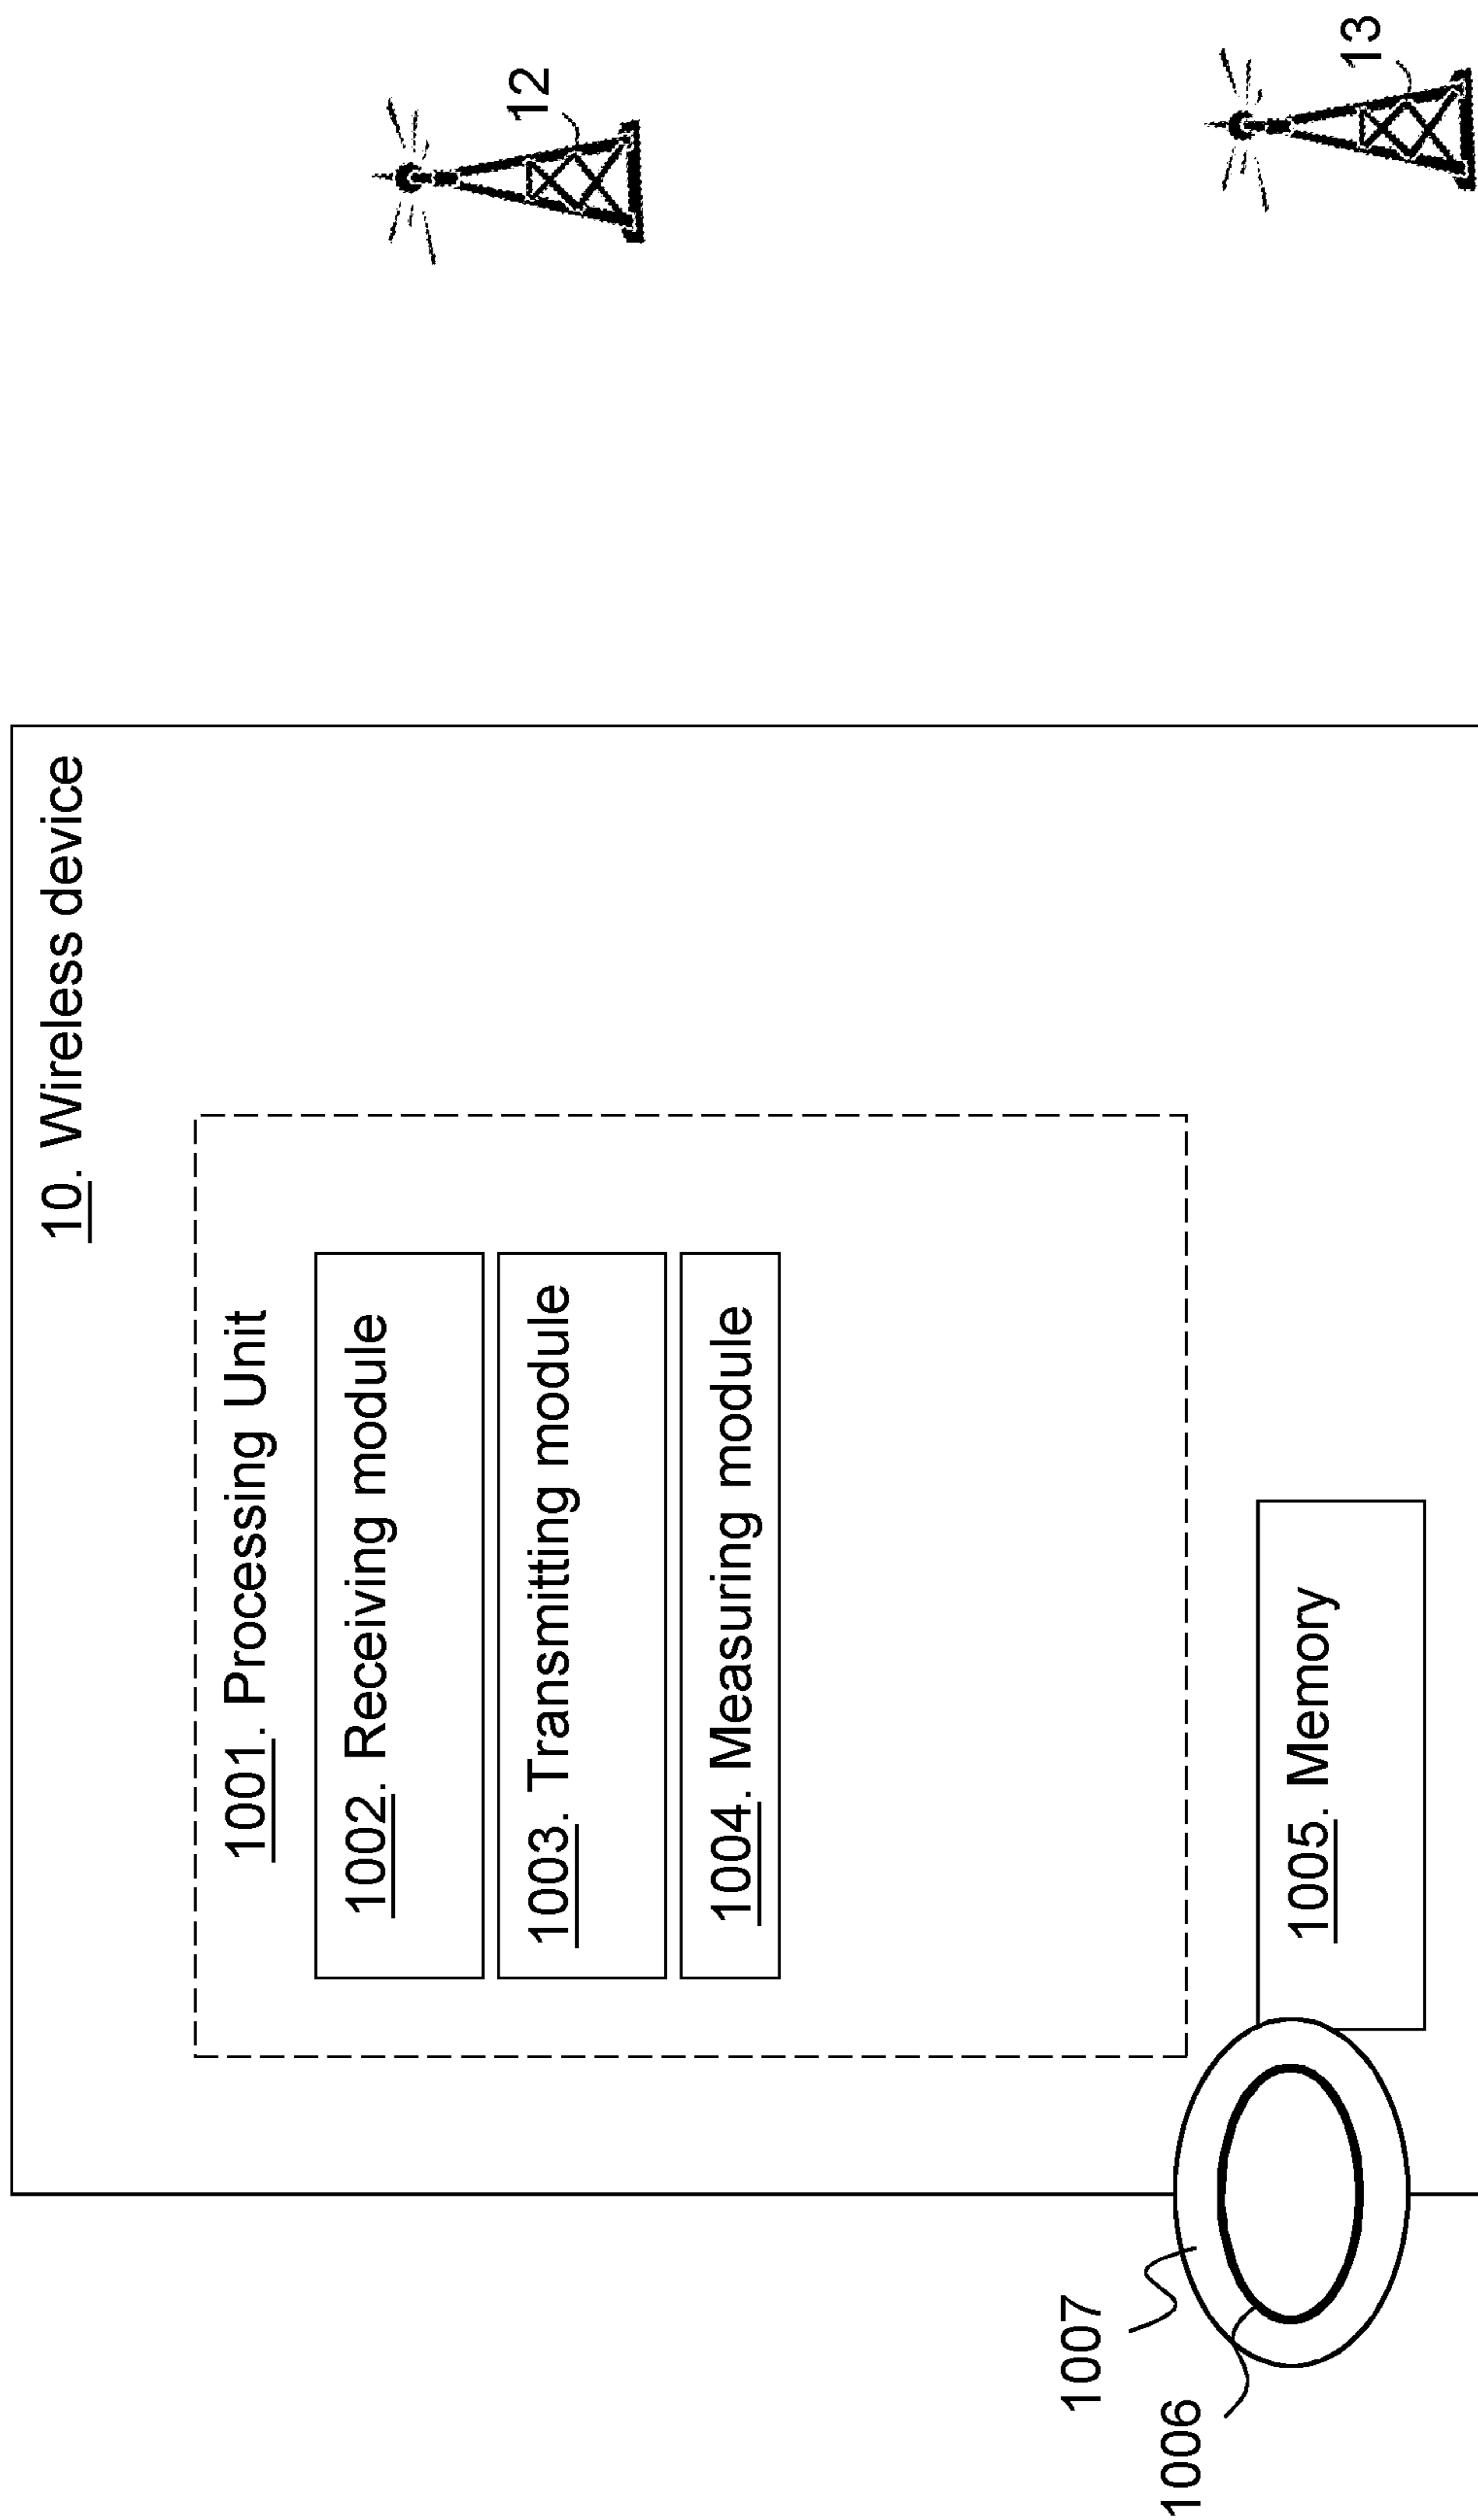 10. Wireless device
1001. Processing Unit
1002. Receiving module
1003. Transmitting module
1004. Measuring module
1005. Memory
1007
1006
12
13